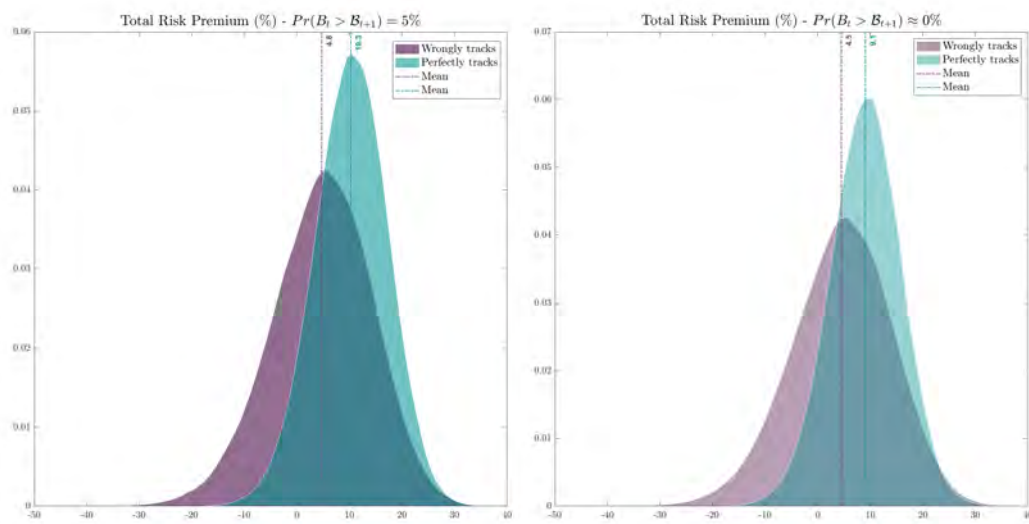 Total Risk Premium (%) - Pr(B_t > 𝓑_{t+1}) = 5%
4.8
10.3
0.06
0.05
0.04
0.03
0.02
0.01
0
-50 -40 -30 -20 -10 0 10 20 30 40
Wrongly tracks
Perfectly tracks
Mean
Mean
Total Risk Premium (%) - Pr(B_t > 𝓑_{t+1}) ≈ 0%
4.5
9.1
0.07
0.06
0.05
0.04
0.03
0.02
0.01
0
-50 -40 -30 -20 -10 0 10 20 30 40
Wrongly tracks
Perfectly tracks
Mean
Mean